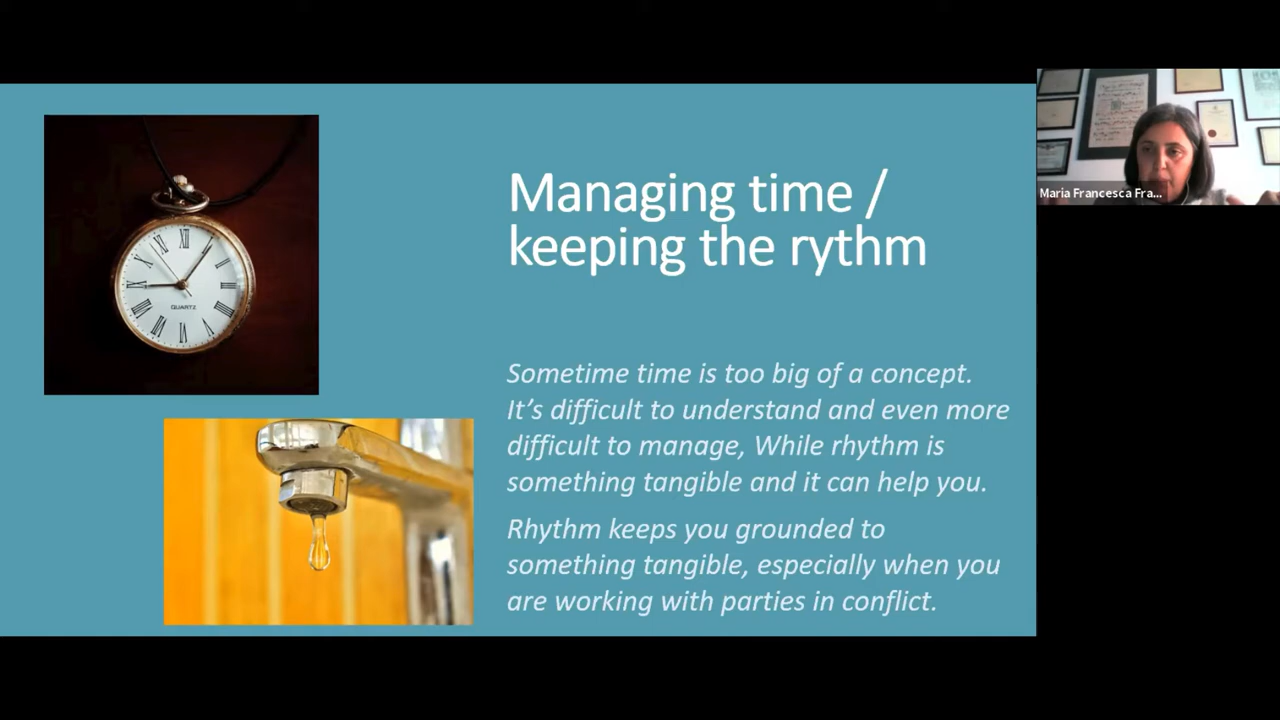 Managing time /
keeping the rythm
Sometime time is too big of a concept.
It's difficult to understand and even more
difficult to manage, While rhythm is
something tangible and it can help you.
Rhythm keeps you grounded to
something tangible, especially when you
are working with parties in conflict.
QUARTZ
Maria Francesca Fra...